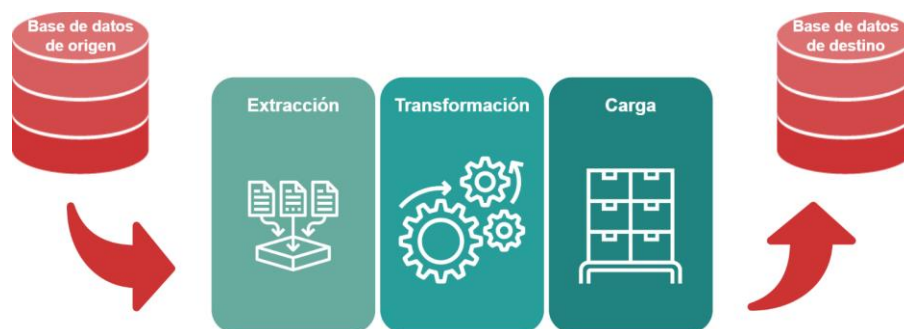 Base de datos
de origen
Base de datos
de destino
Extracción
Transformación
Carga